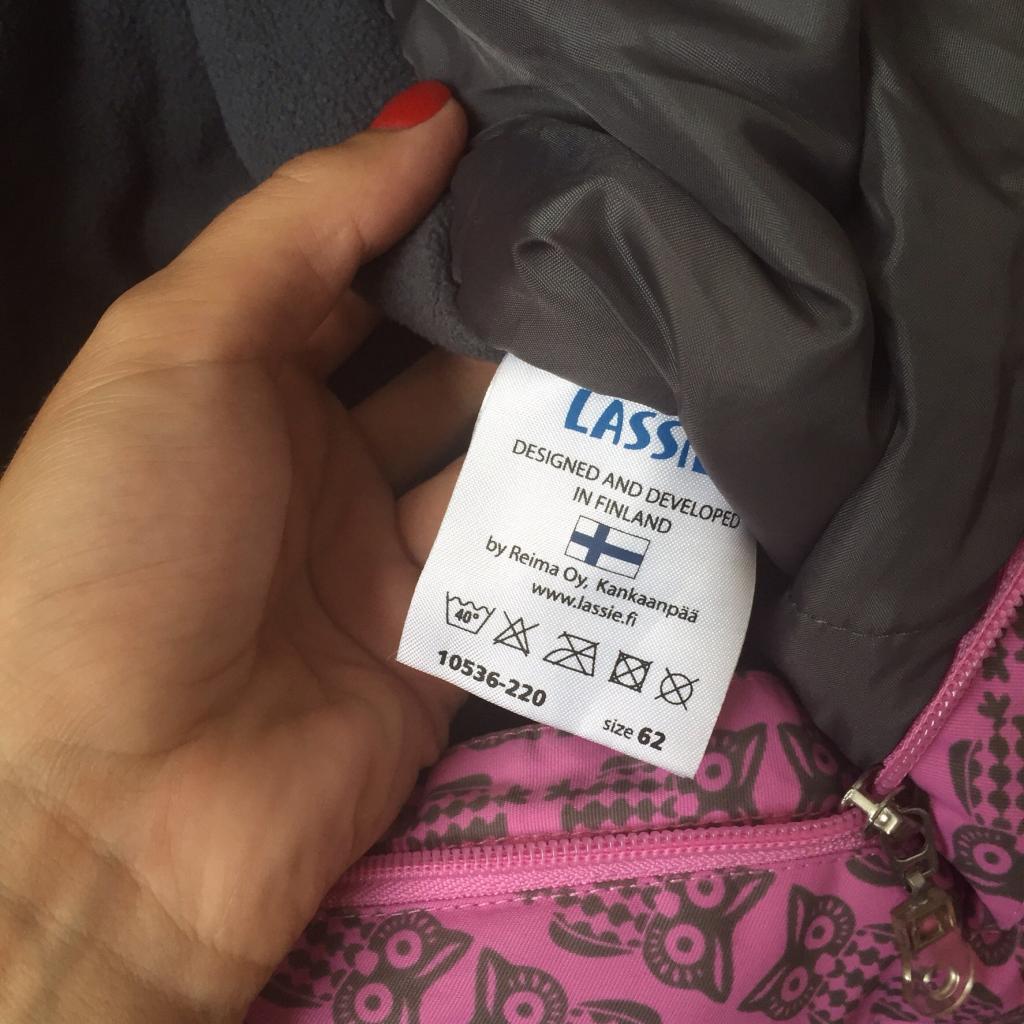 LASSIE
DESIGNED AND DEVELOPED
IN FINLAND
by Reima Oy, Kankaanpää
www.lassie.fi
40°
10536-220
size 62